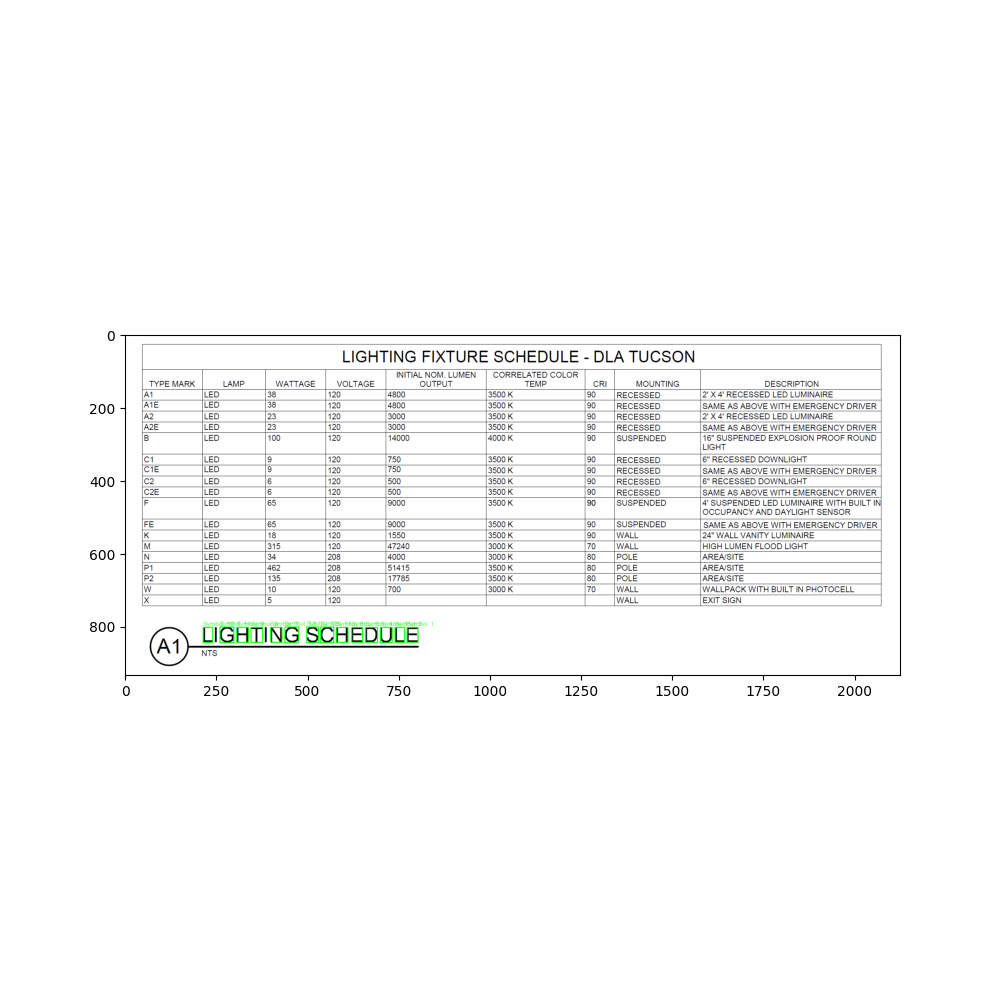 LIGHTING FIXTURE SCHEDULE - DLA TUCSON
TYPE MARK LAMP WATTAGE VOLTAGE INITIAL NOM. LUMEN OUTPUT CORRELATED COLOR TEMP CRI MOUNTING DESCRIPTION
A1 LED 38 120 4800 3500 K 90 RECESSED 2' X 4' RECESSED LED LUMINAIRE
A1E LED 38 120 4800 3500 K 90 RECESSED SAME AS ABOVE WITH EMERGENCY DRIVER
A2 LED 23 120 3000 3500 K 90 RECESSED 2' X 4' RECESSED LED LUMINAIRE
A2E LED 23 120 3000 3500 K 90 RECESSED SAME AS ABOVE WITH EMERGENCY DRIVER
B LED 100 120 14000 4000 K 90 SUSPENDED 16" SUSPENDED EXPLOSION PROOF ROUND
LIGHT
C1 LED 9 120 750 3500 K 90 RECESSED 6" RECESSED DOWNLIGHT
C1E LED 9 120 750 3500 K 90 RECESSED SAME AS ABOVE WITH EMERGENCY DRIVER
C2 LED 6 120 500 3500 K 90 RECESSED 6" RECESSED DOWNLIGHT
C2E LED 6 120 500 3500 K 90 RECESSED SAME AS ABOVE WITH EMERGENCY DRIVER
F LED 65 120 9000 3500 K 90 SUSPENDED 4' SUSPENDED LED LUMINAIRE WITH BUILT IN
OCCUPANCY AND DAYLIGHT SENSOR
FE LED 65 120 9000 3500 K 90 SUSPENDED SAME AS ABOVE WITH EMERGENCY DRIVER
K LED 18 120 1550 3500 K 90 WALL 24" WALL VANITY LUMINAIRE
M LED 315 120 47240 3000 K 70 WALL HIGH LUMEN FLOOD LIGHT
N LED 34 208 4000 3000 K 80 POLE AREA/SITE
P1 LED 462 208 51415 3000 K 80 POLE AREA/SITE
P2 LED 135 208 17785 3000 K 80 POLE AREA/SITE
W LED 10 120 700 3000 K 70 WALL WALLPACK WITH BUILT IN PHOTOCELL
X LED 5 120 WALL EXIT SIGN
A1 LIGHTING SCHEDULE
NTS
0
200
400
600
800
0 250 500 750 1000 1250 1500 1750 2000